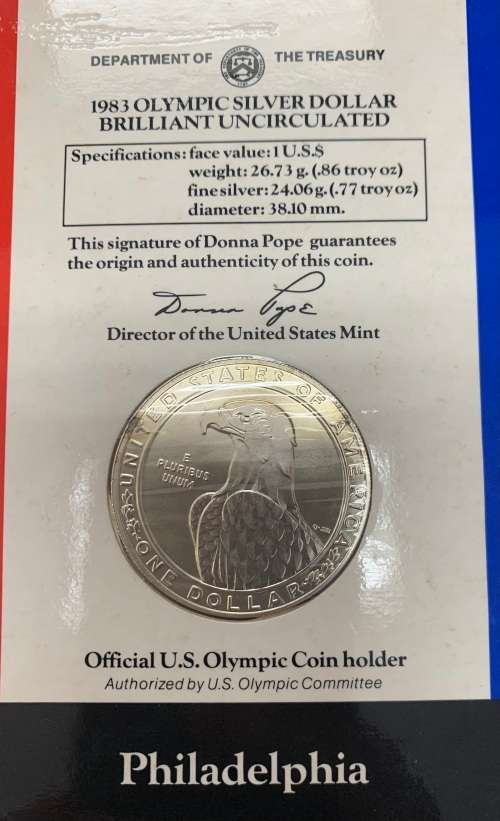 DEPARTMENT OF THE TREASURY
1983 OLYMPIC SILVER DOLLAR
BRILLIANT UNCIRCULATED
Specifications: face value: 1 U.S.$
weight: 26.73 g. (.86 troy oz)
fine silver: 24.06 g. (.77 troy oz)
diameter: 38.10 mm.
This signature of Donna Pope guarantees
the origin and authenticity of this coin.
Donna Pope
Director of the United States Mint
UNITED STATES OF AMERICA
E
PLURIBUS
UNUM
ONE DOLLAR
Official U.S. Olympic Coin holder
Authorized by U.S. Olympic Committee
Philadelphia